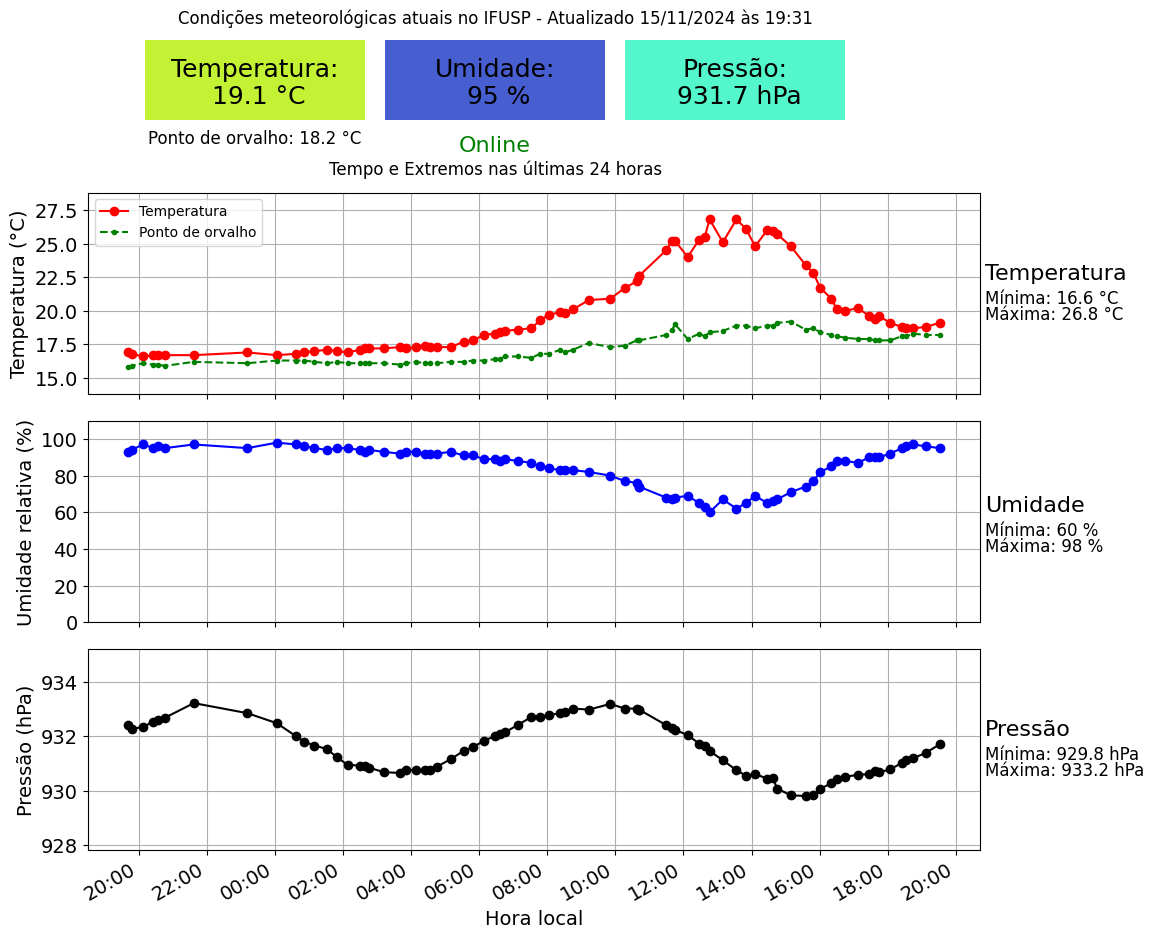 Condições meteorológicas atuais no IFUSP - Atualizado 15/11/2024 às 19:31
Temperatura:
19.1 °C
Umidade:
95 %
Pressão:
931.7 hPa
Ponto de orvalho: 18.2 °C
Online
Tempo e Extremos nas últimas 24 horas
Temperatura (°C)
27.5
25.0
22.5
20.0
17.5
15.0
Temperatura
Ponto de orvalho
Temperatura
Mínima: 16.6 °C
Máxima: 26.8 °C
Umidade relativa (%)
100
80
60
40
20
0
Umidade
Mínima: 60 %
Máxima: 98 %
Pressão (hPa)
934
932
930
928
Pressão
Mínima: 929.8 hPa
Máxima: 933.2 hPa
20:00 22:00 00:00 02:00 04:00 06:00 08:00 10:00 12:00 14:00 16:00 18:00 20:00
Hora local